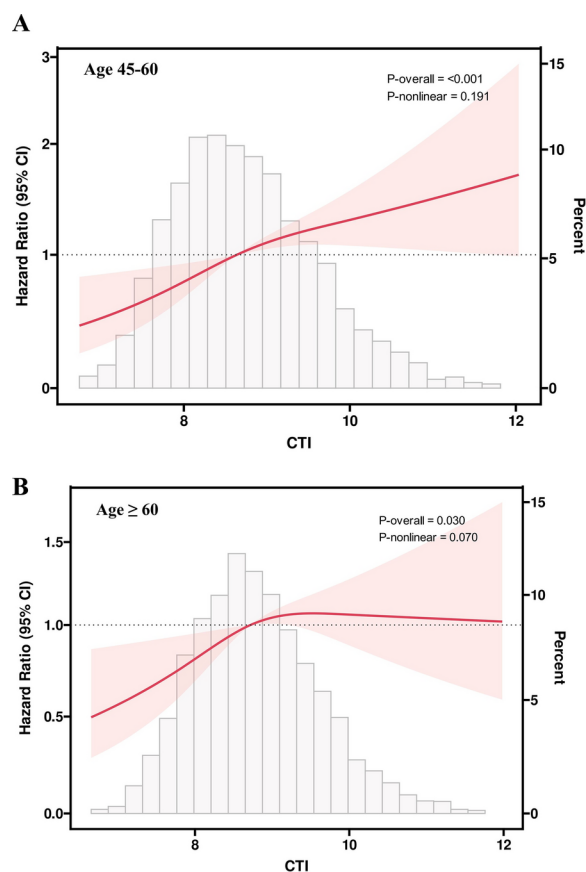 A
Age 45-60
P-overall = <0.001
P-nonlinear = 0.191
Hazard Ratio (95% CI)
3
2
1
0
15
10
5
0
Percent
8
10
12
CTI
B
Age ≥ 60
P-overall = 0.030
P-nonlinear = 0.070
Hazard Ratio (95% CI)
1.5
1.0
0.5
0.0
15
10
5
0
Percent
8
10
12
CTI